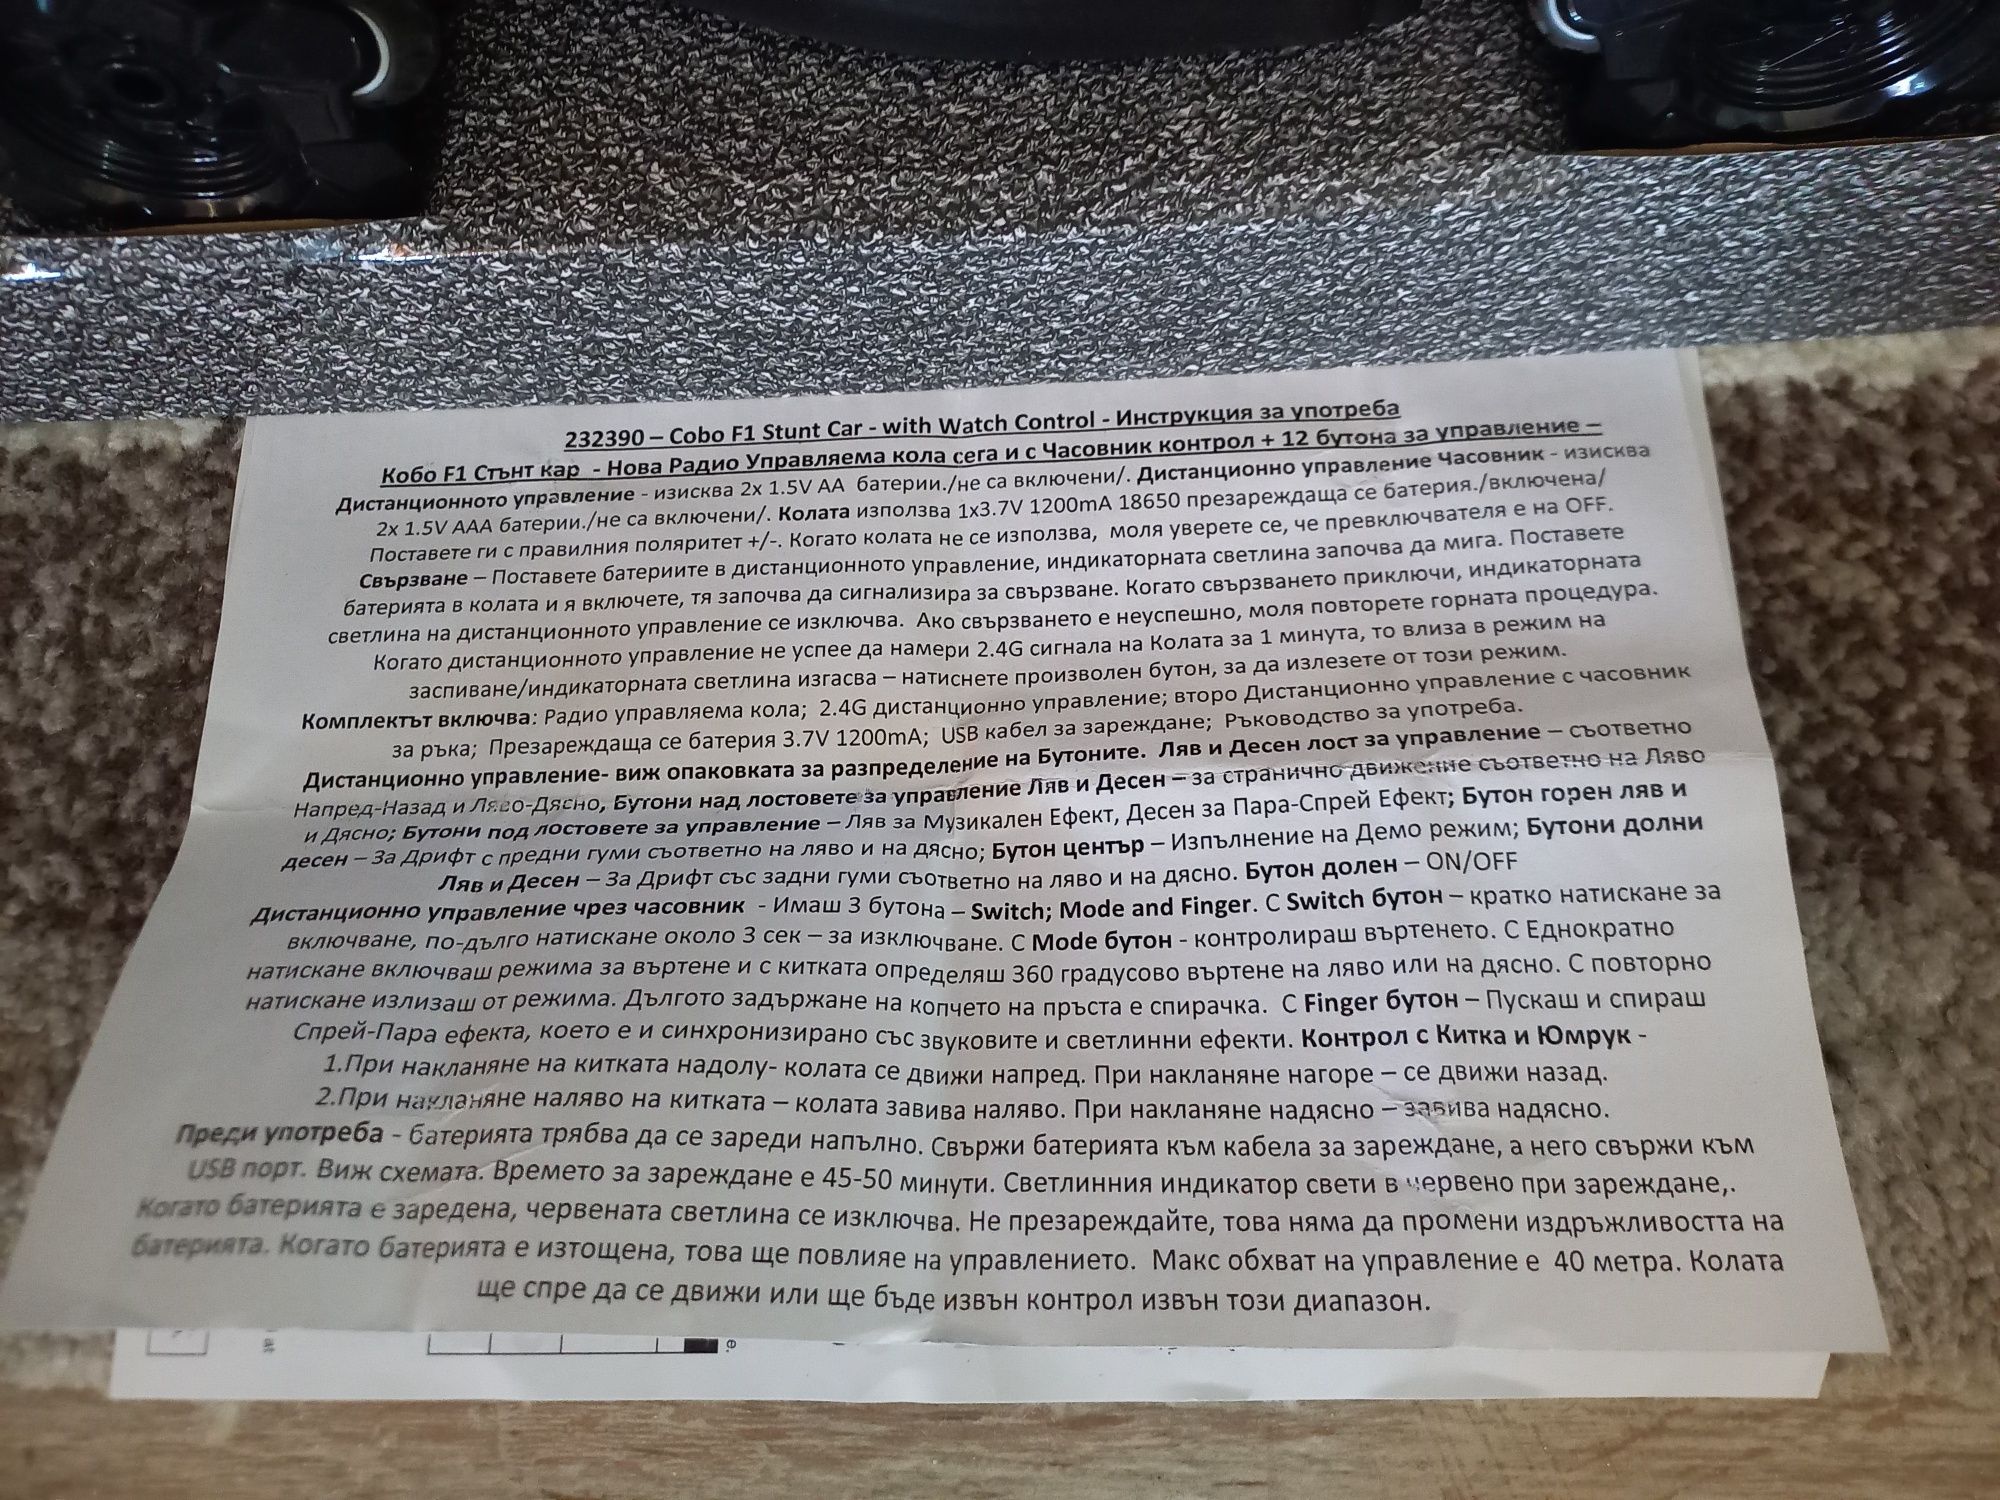 232390 – Cobo F1 Stunt Car - with Watch Control - Инструкция за употреба
Кобо F1 Стънт кар - Нова Радио Управляема кола сега и с Часовник контрол + 12 бутона за управление –
Дистанционното управление - изисква 2x 1.5V AA батерии./не са включени/. Дистанционно управление Часовник - изисква
2x 1.5V AAA батерии./не са включени/. Колата използва 1x3.7V 1200mA 18650 презареждаща се батерия./включена/
Поставете ги с правилния поляритет +/-. Когато колата не се използва, моля уверете се, че превключвателя е на OFF.
Свързване – Поставете батериите в дистанционното управление, индикаторната светлина започва да мига. Поставете
батерията в колата и я включете, тя започва да сигнализира за свързване. Когато свързването приключи, индикаторната
светлина на дистанционното управление се изключва. Ако свързването е неуспешно, моля повторете горната процедура.
Когато дистанционното управление не успее да намери 2.4G сигнала на Колата за 1 минута, то влиза в режим на
заспиване/индикаторната светлина изгасва – натиснете произволен бутон, за да излезете от този режим.
Комплектът включва: Радио управляема кола; 2.4G дистанционно управление; второ Дистанционно управление с часовник
за ръка; Презареждаща се батерия 3.7V 1200mA; USB кабел за зареждане; Ръководство за употреба.
Дистанционно управление- виж опаковката за разпределение на Бутоните. Ляв и Десен лост за управление – съответно
Напред-Назад и Ляво-Дясно, Бутони над лостовете за управление Ляв и Десен – за странично движение съответно на Ляво
и Дясно; Бутони под лостовете за управление – Ляв за Музикален Ефект, Десен за Пара-Спрей Ефект; Бутон горен ляв и
десен – За Дрифт с предни гуми съответно на ляво и на дясно; Бутон център – Изпълнение на Демо режим; Бутони долни
Ляв и Десен – За Дрифт със задни гуми съответно на ляво и на дясно. Бутон долен – ON/OFF
Дистанционно управление чрез часовник - Имаш 3 бутона – Switch; Mode and Finger. С Switch бутон – кратко натискане за
включване, по-дълго натискане около 3 сек – за изключване. С Mode бутон - контролираш въртенето. С Еднократно
натискане включваш режима за въртене и с китката определяш 360 градусово въртене на ляво или на дясно. С повторно
натискане излизаш от режима. Дългото задържане на копчето на пръста е спирачка. С Finger бутон – Пускаш и спираш
Спрей-Пара ефекта, което е и синхронизирано със звуковите и светлинни ефекти. Контрол с Китка и Юмрук -
1.При накланяне на китката надолу- колата се движи напред. При накланяне нагоре – се движи назад.
2.При накланяне наляво на китката – колата завива наляво. При накланяне надясно – завива надясно.
Преди употреба - батерията трябва да се зареди напълно. Свържи батерията към кабела за зареждане, а него свържи към
USB порт. Виж схемата. Времето за зареждане е 45-50 минути. Светлинния индикатор свети в червено при зареждане,.
Когато батерията е заредена, червената светлина се изключва. Не презареждайте, това няма да промени издръжливостта на
батерията. Когато батерията е изтощена, това ще повлияе на управлението. Макс обхват на управление е 40 метра. Колата
ще спре да се движи или ще бъде извън контрол извън този диапазон.